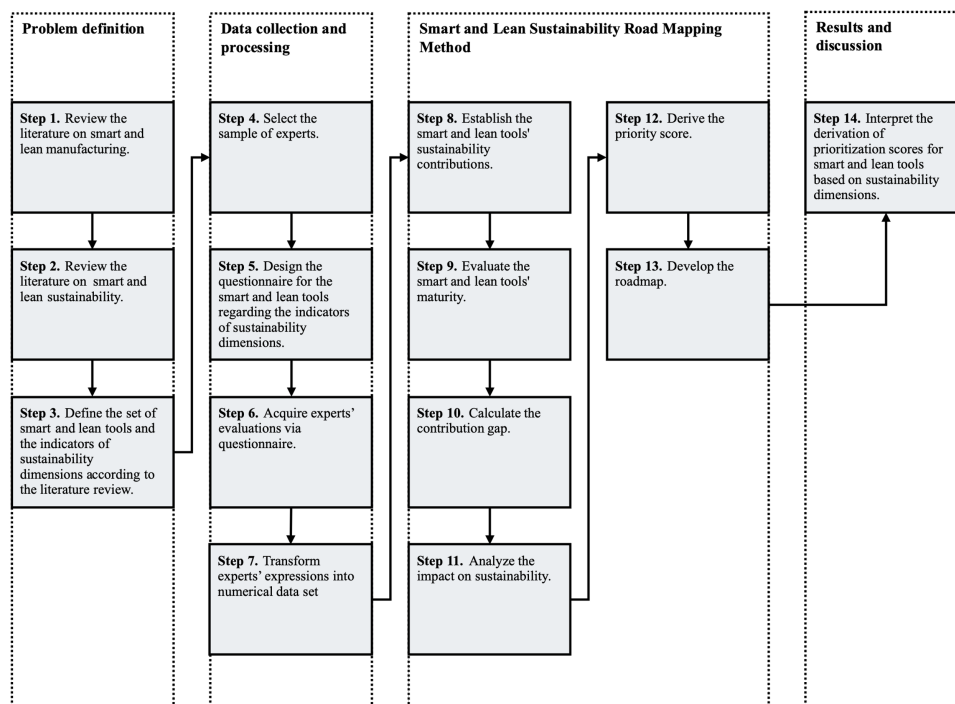 Problem definition
Step 1. Review the
literature on smart and
lean manufacturing.
Step 2. Review the
literature on smart and
lean sustainability.
Step 3. Define the set of
smart and lean tools and
the indicators of
sustainability
dimensions according to
the literature review.
Data collection and
processing
Step 4. Select the
sample of experts.
Step 5. Design the
questionnaire for the
smart and lean tools
regarding the indicators
of sustainability
dimensions.
Step 6. Acquire experts’
evaluations via
questionnaire.
Step 7. Transform
experts’ expressions into
numerical data set
Smart and Lean Sustainability Road Mapping
Method
Step 8. Establish the
smart and lean tools'
sustainability
contributions.
Step 9. Evaluate the
smart and lean tools'
maturity.
Step 10. Calculate the
contribution gap.
Step 11. Analyze the
impact on sustainability.
Step 12. Derive the
priority score.
Step 13. Develop the
roadmap.
Results and
discussion
Step 14. Interpret the
derivation of
prioritization scores for
smart and lean tools
based on sustainability
dimensions.